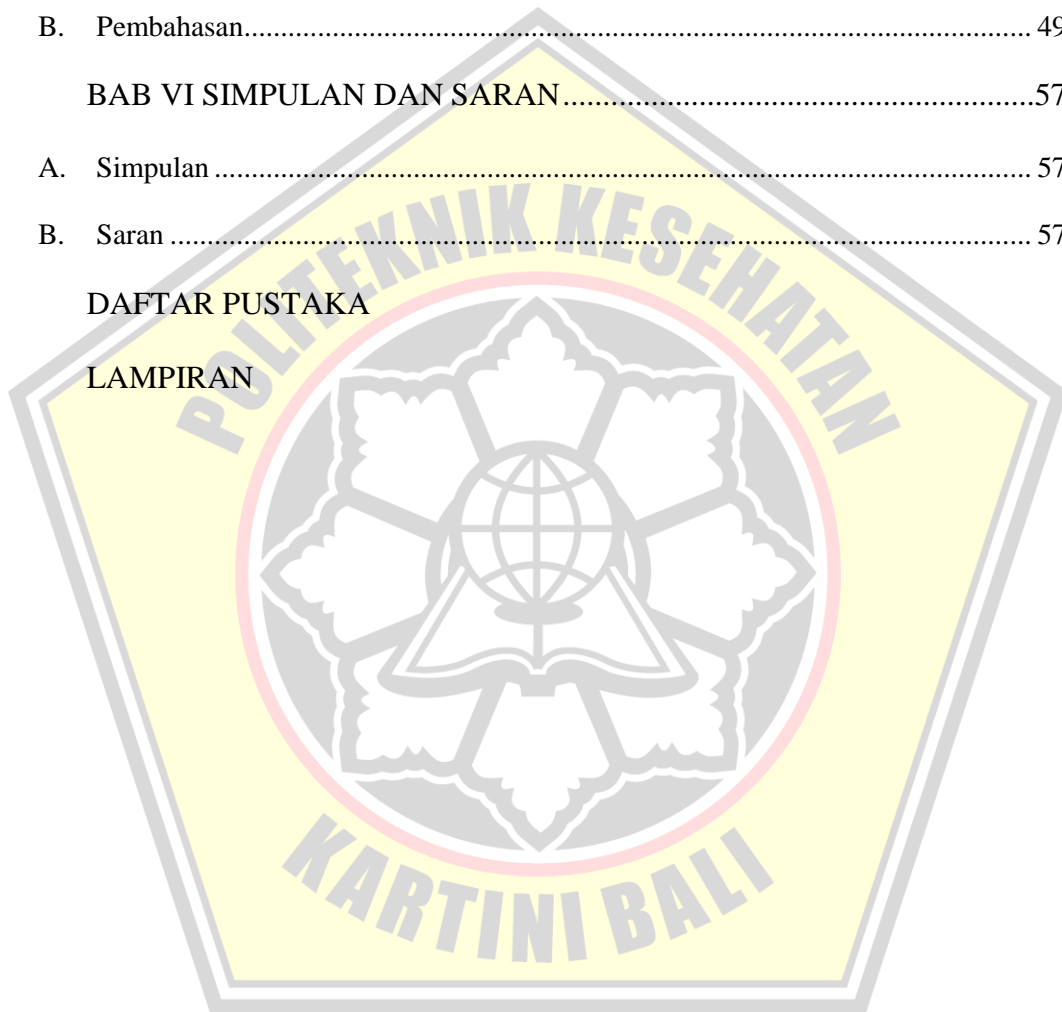 B. Pembahasan.......................................................................................................... 49
BAB VI SIMPULAN DAN SARAN..............................................................57
A. Simpulan ............................................................................................................. 57
B. Saran ................................................................................................................... 57
DAFTAR PUSTAKA
LAMPIRAN
POLITEKNIK KESEHATAN
KARTINI BALI